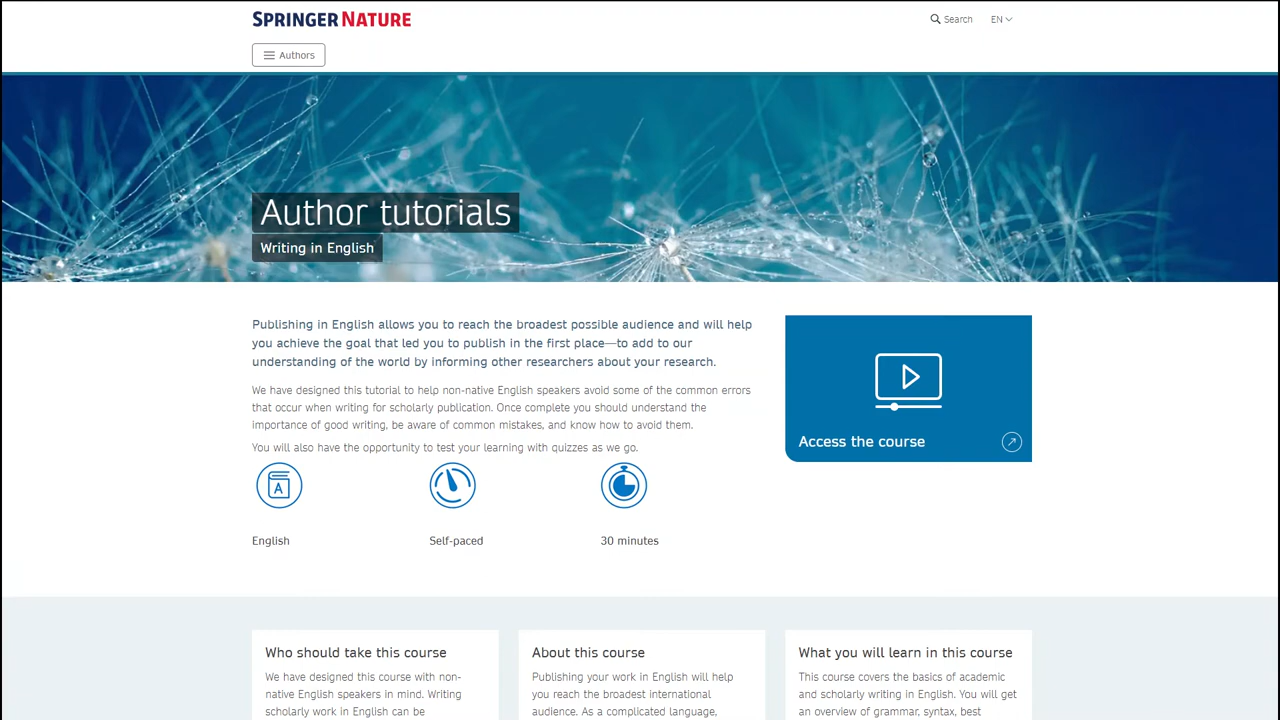 SPRINGER NATURE
Search
EN
Authors
Author tutorials
Writing in English
Publishing in English allows you to reach the broadest possible audience and will help
you achieve the goal that led you to publish in the first place—to add to our
understanding of the world by informing other researchers about your research.
We have designed this tutorial to help non-native English speakers avoid some of the common errors
that occur when writing for scholarly publication. Once complete you should understand the
importance of good writing, be aware of common mistakes, and know how to avoid them.
You will also have the opportunity to test your learning with quizzes as we go.
Access the course
A
English
Self-paced
30 minutes
Who should take this course
We have designed this course with non-
native English speakers in mind. Writing
scholarly work in English can be
About this course
Publishing your work in English will help
you reach the broadest international
audience. As a complicated language,
What you will learn in this course
This course covers the basics of academic
and scholarly writing in English. You will get
an overview of grammar, syntax, best